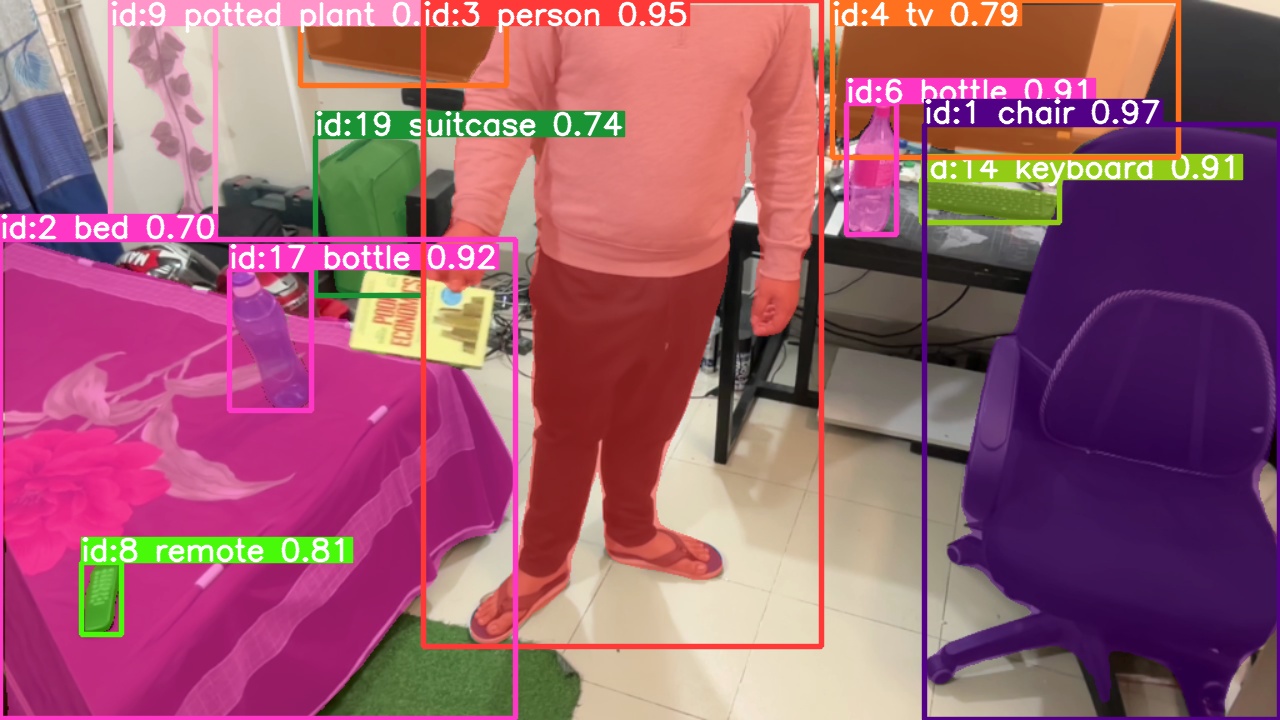 id:9 potted plant 0.
id:3 person 0.95
id:4 tv 0.79
id:6 bottle 0.91
id:1 chair 0.97
id:19 suitcase 0.74
d:14 keyboard 0.91
id:2 bed 0.70
id:17 bottle 0.92
POOR
ECONOMICS
id:8 remote 0.81